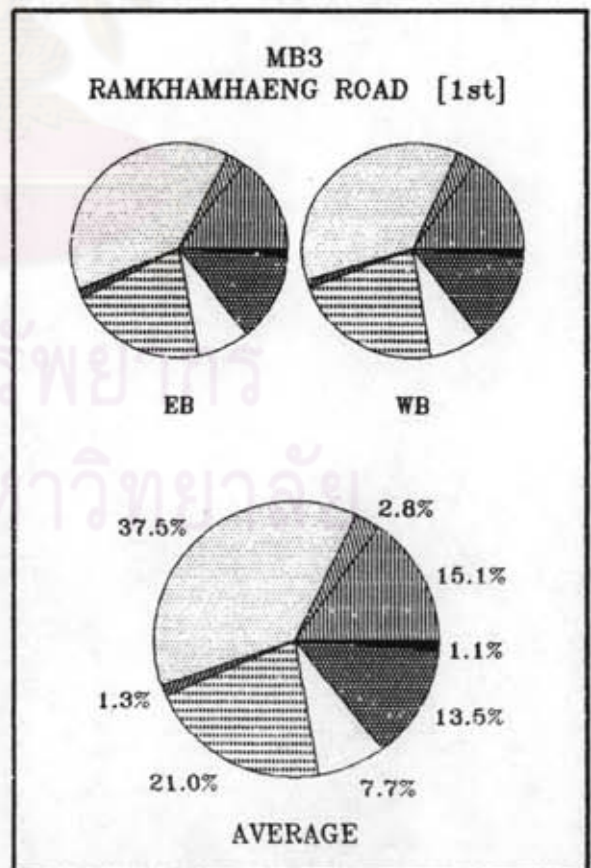 MB3
RAMKHAMHAENG ROAD [1st]
EB WB
37.5% 2.8%
15.1%
1.1%
1.3%
13.5%
21.0% 7.7%
AVERAGE